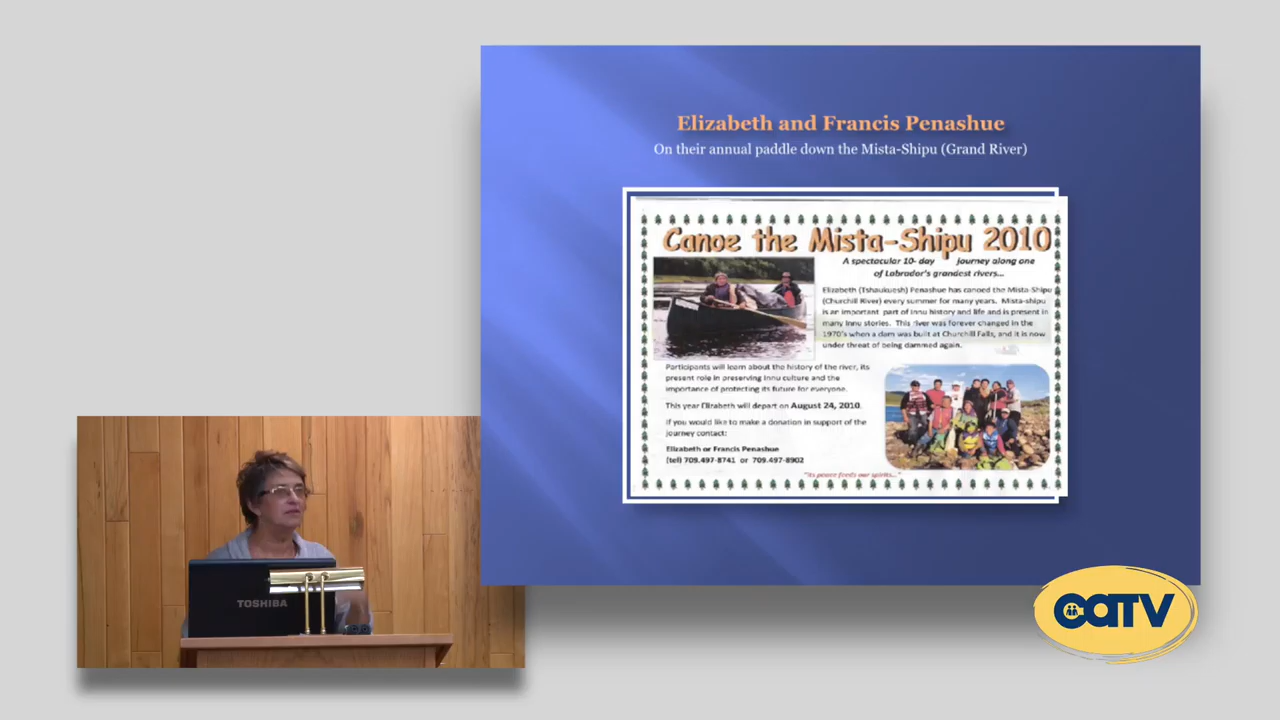 Elizabeth and Francis Penashue
On their annual paddle down the Mista-Shipu (Grand River)
Canoe the Mista-Shipu 2010
A spectacular 10- day journey along one
of Labrador's grandest rivers...
Elizabeth (Tshaukuesh) Penashue has canoed the Mista-Shipu
(Churchill River) every summer for many years. Mista-shipu
is an important part of Innu history and life and is present in
many Innu stories. This river was forever changed in the
1970's when a dam was built at Churchill Falls, and it is now
under threat of being dammed again.
Participants will learn about the history of the river, its
present role in preserving Innu culture and the
importance of protecting its future for everyone.
This year Elizabeth will depart on August 24, 2010.
If you would like to make a donation in support of the
journey contact:
Elizabeth or Francis Penashue
(tel) 709.497-8741 or 709.497-8902
"its peace feeds our spirits..."
TOSHIBA
CATV